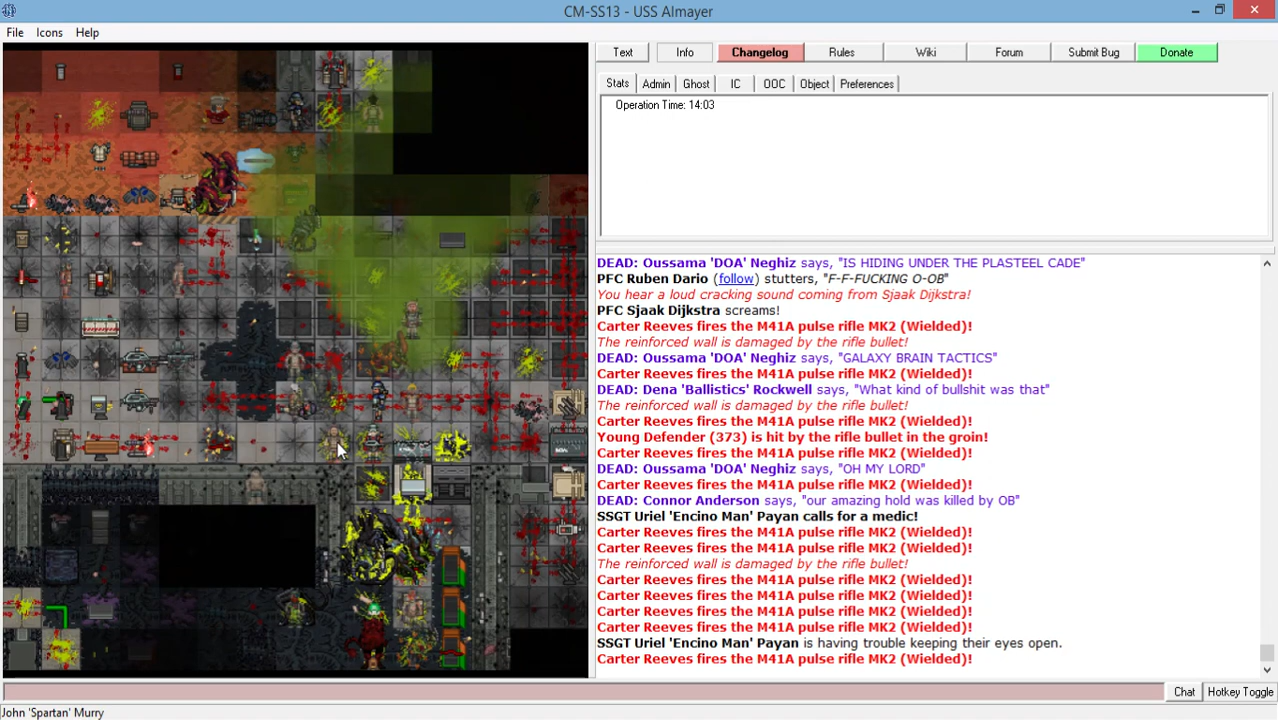 CM-SS13 - USS Almayer
File Icons Help
Text Info Changelog Rules Wiki Forum Submit Bug Donate
Stats Admin Ghost IC OOC Object Preferences
Operation Time: 14:03
DEAD: Oussama 'DOA' Neghiz says, "IS HIDING UNDER THE PLASTEEL CADE"
PFC Ruben Dario (follow) stutters, "F-F-FUCKING O-OB"
You hear a loud cracking sound coming from Sjaak Dijkstra!
PFC Sjaak Dijkstra screams!
Carter Reeves fires the M41A pulse rifle MK2 (Wielded)!
The reinforced wall is damaged by the rifle bullet!
DEAD: Oussama 'DOA' Neghiz says, "GALAXY BRAIN TACTICS"
Carter Reeves fires the M41A pulse rifle MK2 (Wielded)!
DEAD: Dena 'Ballistics' Rockwell says, "What kind of bullshit was that"
The reinforced wall is damaged by the rifle bullet!
Carter Reeves fires the M41A pulse rifle MK2 (Wielded)!
Young Defender (373) is hit by the rifle bullet in the groin!
Carter Reeves fires the M41A pulse rifle MK2 (Wielded)!
DEAD: Oussama 'DOA' Neghiz says, "OH MY LORD"
Carter Reeves fires the M41A pulse rifle MK2 (Wielded)!
DEAD: Connor Anderson says, "our amazing hold was killed by OB"
SSGT Uriel 'Encino Man' Payan calls for a medic!
Carter Reeves fires the M41A pulse rifle MK2 (Wielded)!
Carter Reeves fires the M41A pulse rifle MK2 (Wielded)!
The reinforced wall is damaged by the rifle bullet!
Carter Reeves fires the M41A pulse rifle MK2 (Wielded)!
Carter Reeves fires the M41A pulse rifle MK2 (Wielded)!
Carter Reeves fires the M41A pulse rifle MK2 (Wielded)!
Carter Reeves fires the M41A pulse rifle MK2 (Wielded)!
SSGT Uriel 'Encino Man' Payan is having trouble keeping their eyes open.
Carter Reeves fires the M41A pulse rifle MK2 (Wielded)!
Chat Hotkey Toggle
John 'Spartan' Murry